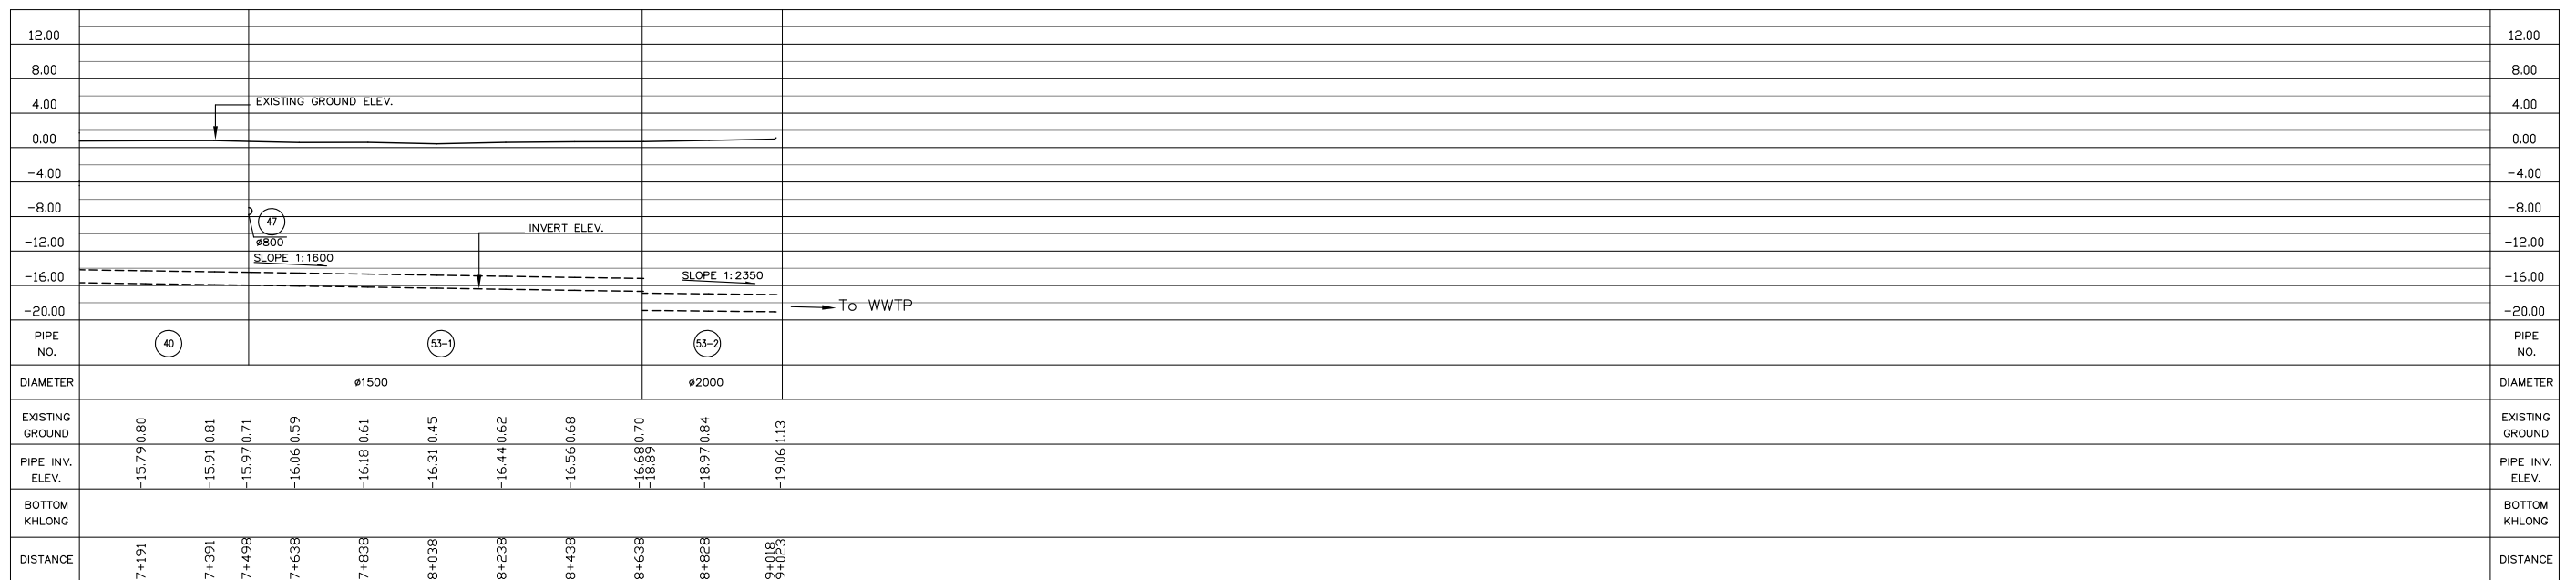 12.00
12.00
8.00
8.00
4.00
EXISTING GROUND ELEV.
4.00
0.00
0.00
-4.00
-4.00
-8.00
47
-8.00
ø800
INVERT ELEV.
-12.00
-12.00
SLOPE 1:1600
-16.00
SLOPE 1:2350
-16.00
To WWTP
-20.00
-20.00
PIPE NO.
40
53-1
53-2
PIPE NO.
DIAMETER
ø1500
ø2000
DIAMETER
EXISTING GROUND
0.80
0.81
0.71
0.59
0.61
0.45
0.62
0.68
0.70
0.84
1.13
EXISTING GROUND
PIPE INV. ELEV.
-15.79
-15.91
-15.97
-16.06
-16.18
-16.31
-16.44
-16.56
-16.68
-18.89
-18.97
-19.06
PIPE INV. ELEV.
BOTTOM KHLONG
BOTTOM KHLONG
DISTANCE
7+191
7+391
7+498
7+638
7+838
8+038
8+238
8+438
8+638
8+828
9+018
9+023
DISTANCE